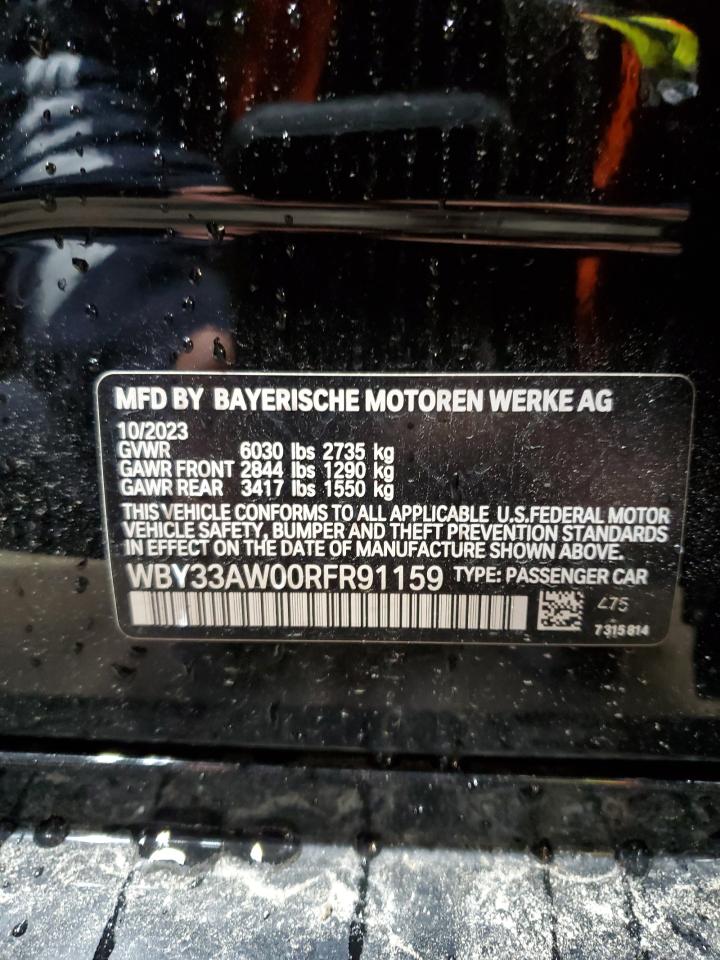 MFD BY BAYERISCHE MOTOREN WERKE AG
10/2023
GVWR 6030 lbs 2735 kg
GAWR FRONT 2844 lbs 1290 kg
GAWR REAR 3417 lbs 1550 kg
THIS VEHICLE CONFORMS TO ALL APPLICABLE U.S.FEDERAL MOTOR
VEHICLE SAFETY, BUMPER AND THEFT PREVENTION STANDARDS
IN EFFECT ON THE DATE OF MANUFACTURE SHOWN ABOVE.
WBY33AW00RFR91159 TYPE: PASSENGER CAR
475
7315814